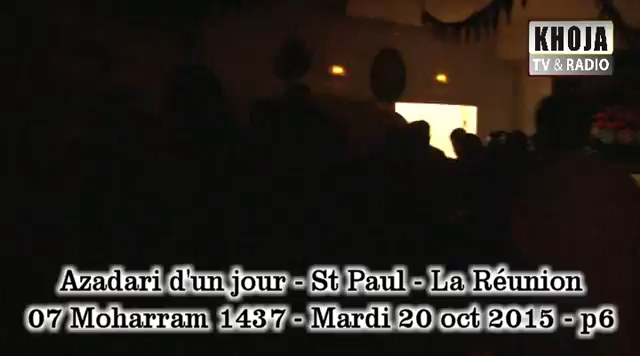 KHOJA
TV & RADIO
Azadari d'un jour - St Paul - La Réunion
07 Moharram 1437 - Mardi 20 oct 2015 - p6